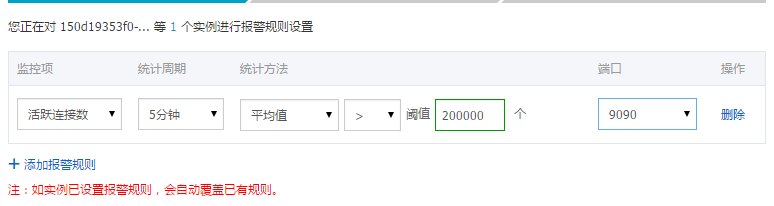 您正在对 150d19353f0-... 等 1 个实例进行报警规则设置
监控项 统计周期 统计方法 端口 操作
活跃连接数 5分钟 平均值 > 阈值 200000 个 9090 删除
+ 添加报警规则
注：如实例已设置报警规则，会自动覆盖已有规则。